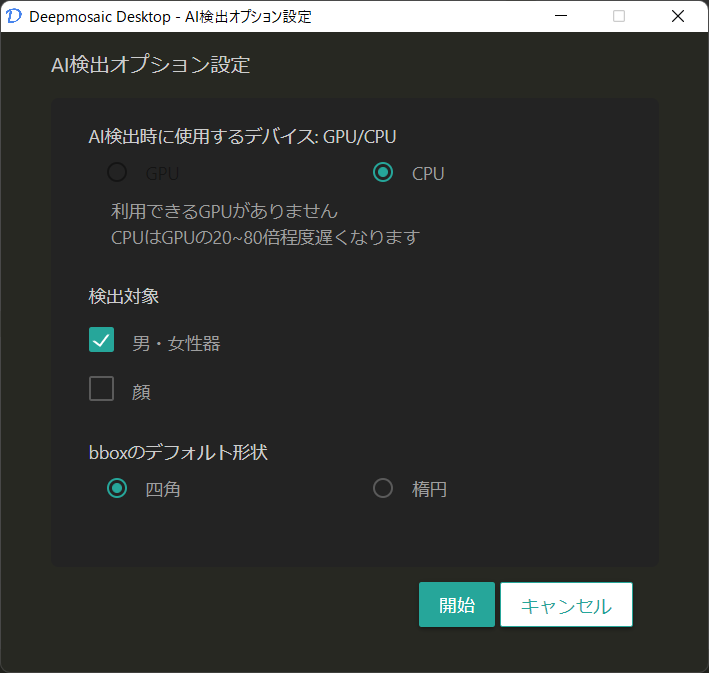 Deepmosaic Desktop - AI検出オプション設定
AI検出オプション設定
AI検出時に使用するデバイス: GPU/CPU
GPU
CPU
利用できるGPUがありません
CPUはGPUの20~80倍程度遅くなります
検出対象
男・女性器
顔
bboxのデフォルト形状
四角
楕円
開始
キャンセル